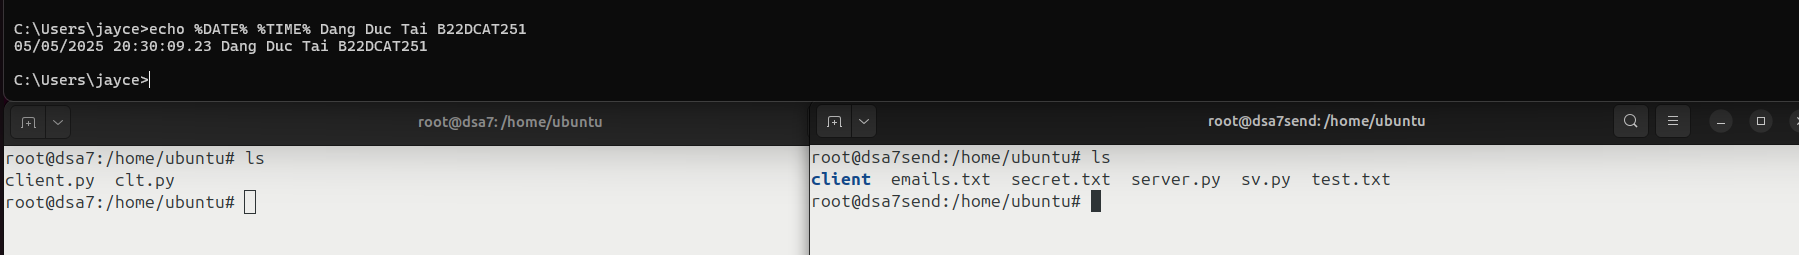 C:\Users\jayce>echo %DATE% %TIME% Dang Duc Tai B22DCAT251
05/05/2025 20:30:09.23 Dang Duc Tai B22DCAT251
C:\Users\jayce>
root@dsa7: /home/ubuntu
root@dsa7:/home/ubuntu# ls
client.py  clt.py
root@dsa7:/home/ubuntu#
root@dsa7send: /home/ubuntu
root@dsa7send:/home/ubuntu# ls
client  emails.txt  secret.txt  server.py  sv.py  test.txt
root@dsa7send:/home/ubuntu#